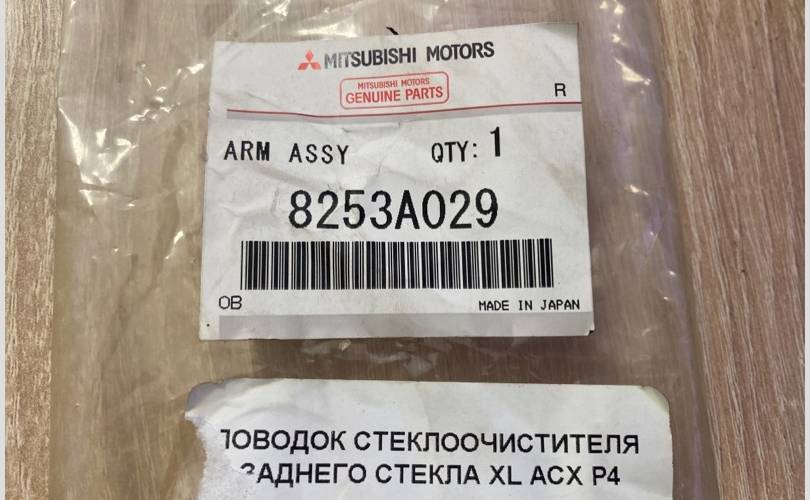 MITSUBISHI MOTORS
MITSUBISHI MOTORS
GENUINE PARTS
R
ARM ASSY QTY: 1
8253A029
OB MADE IN JAPAN
ПОВОДОК СТЕКЛООЧИСТИТЕЛЯ
ЗАДНЕГО СТЕКЛА XL ACX P4